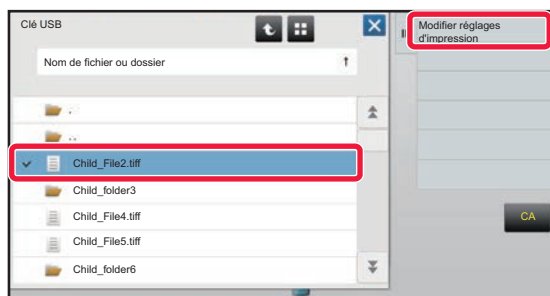 Clé USB
Modifier réglages
d'impression
Nom de fichier ou dossier
.
..
Child_File2.tiff
Child_folder3
Child_File4.tiff
Child_File5.tiff
Child_folder6
CA